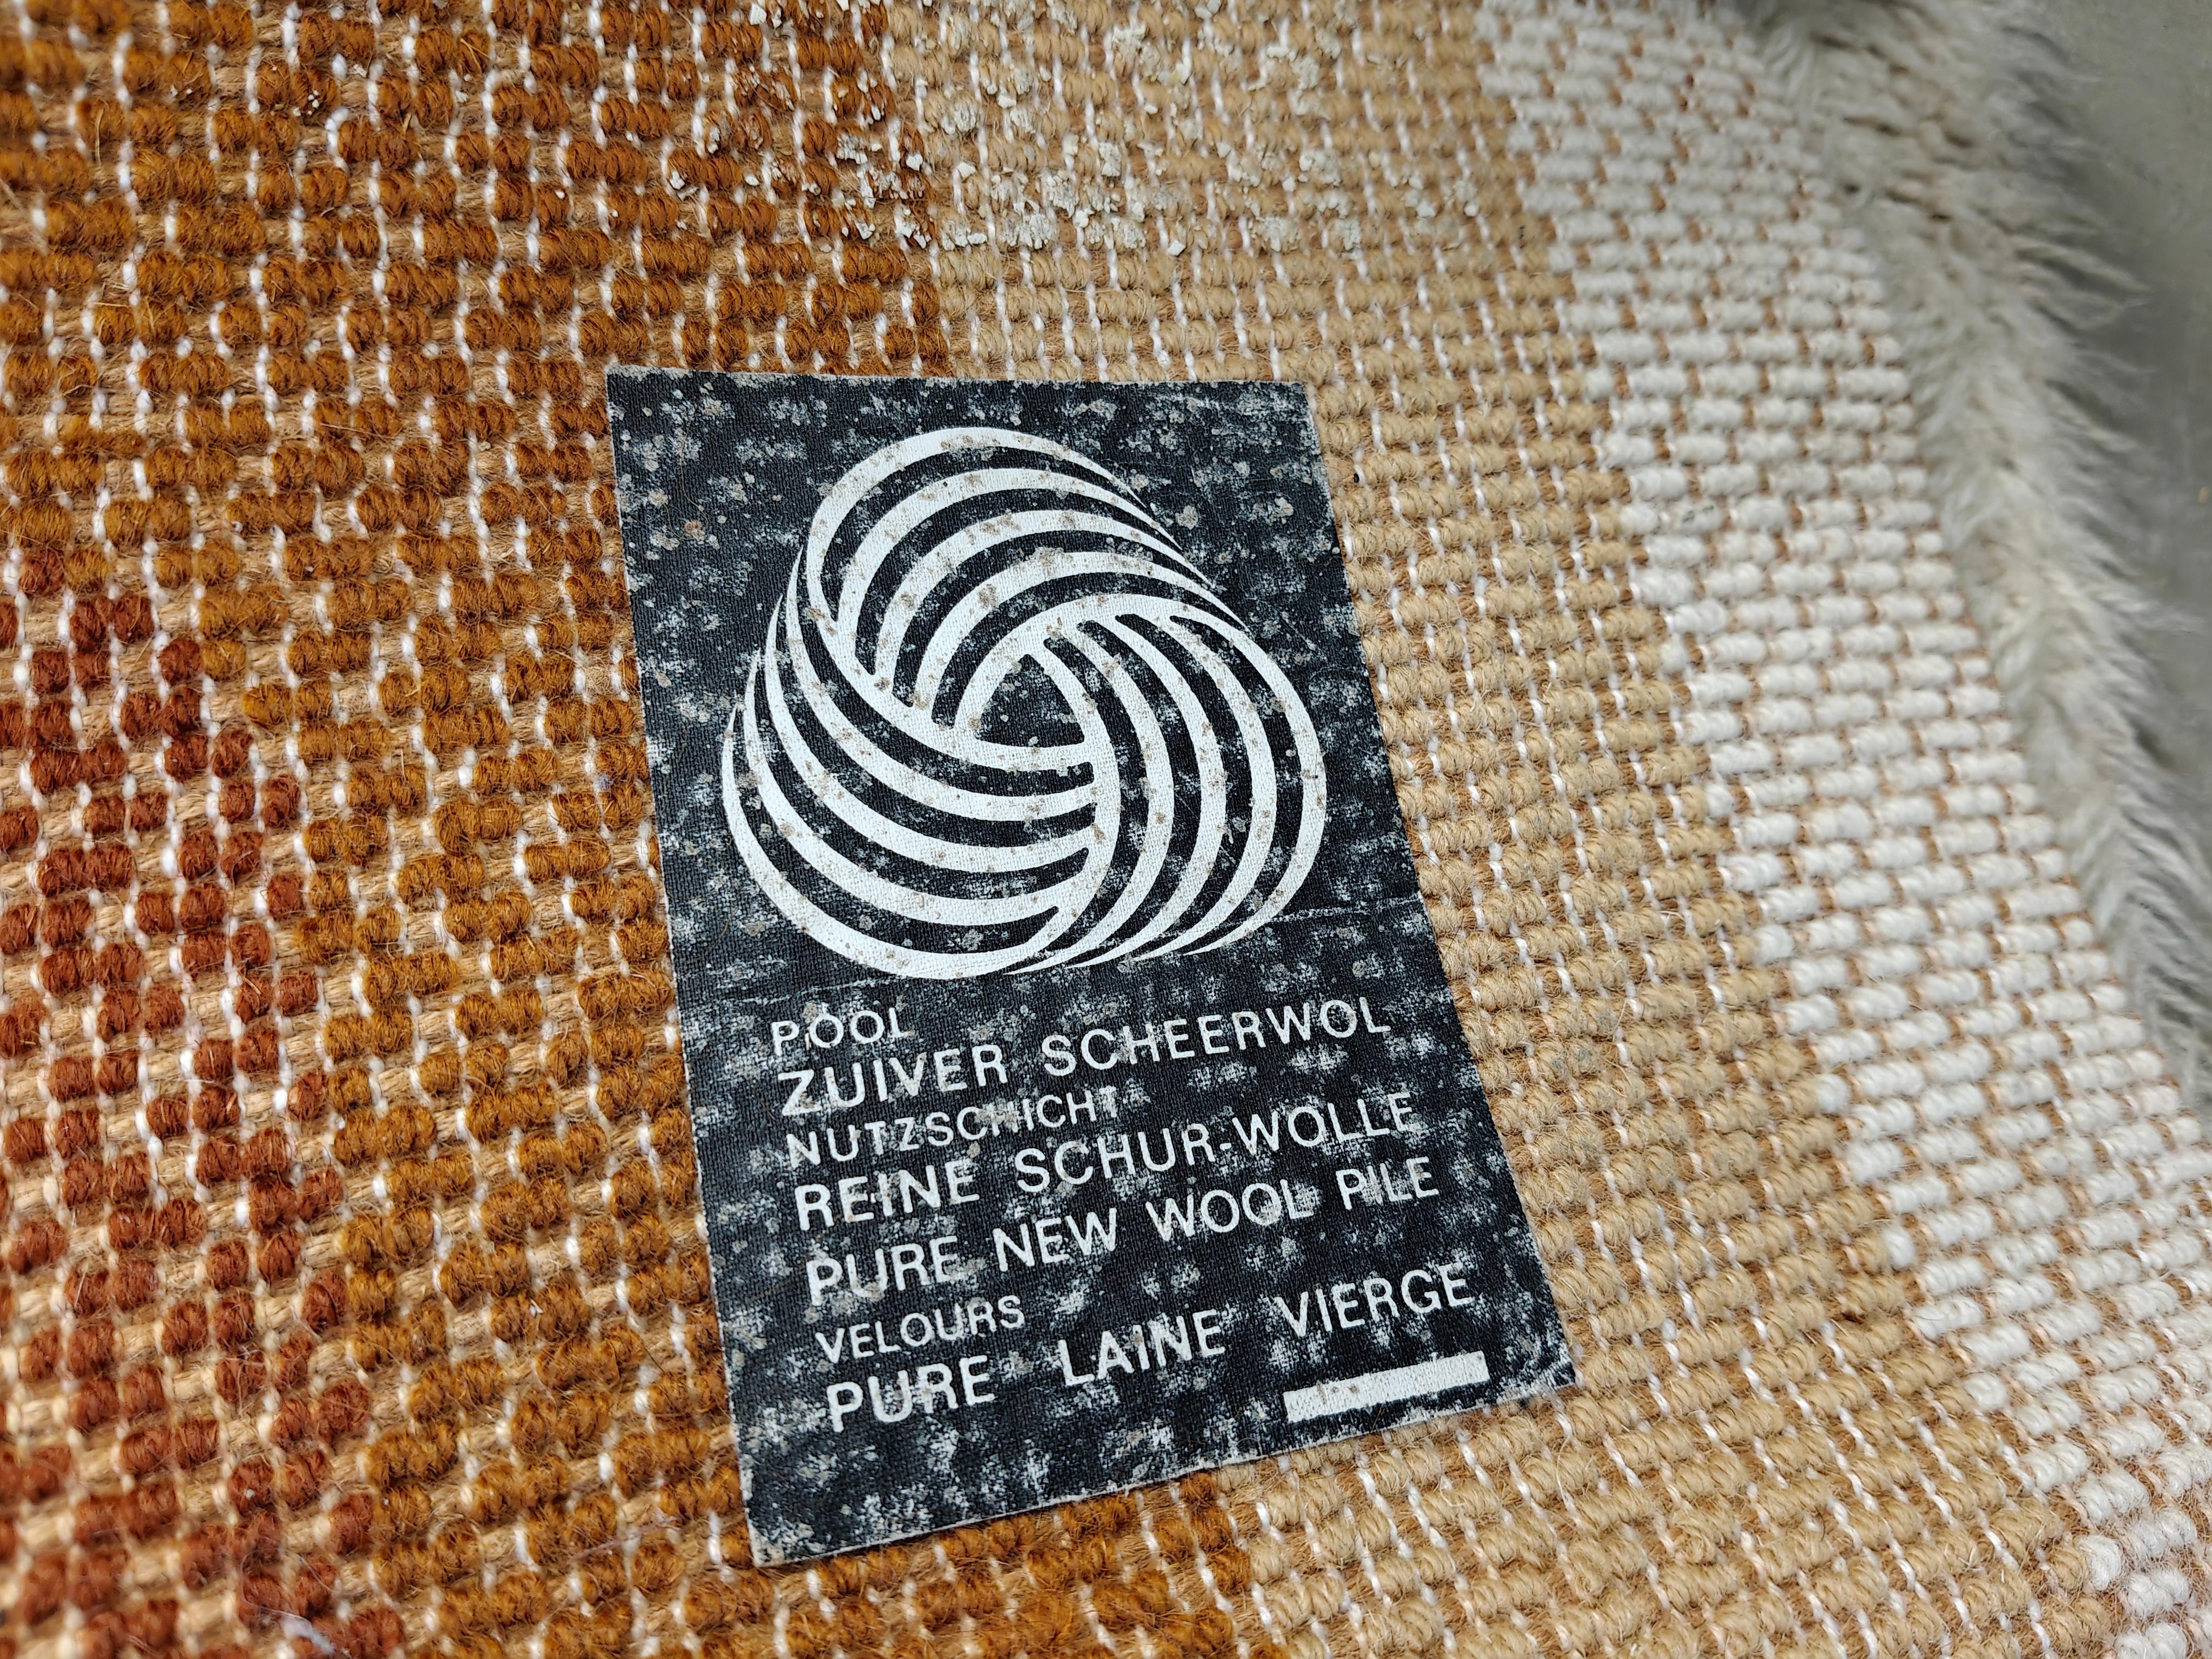 POOL
ZUIVER SCHEERWOL
NUTZSCHICHT
REINE SCHUR-WOLLE
PURE NEW WOOL PILE
VELOURS
PURE LAINE VIERGE